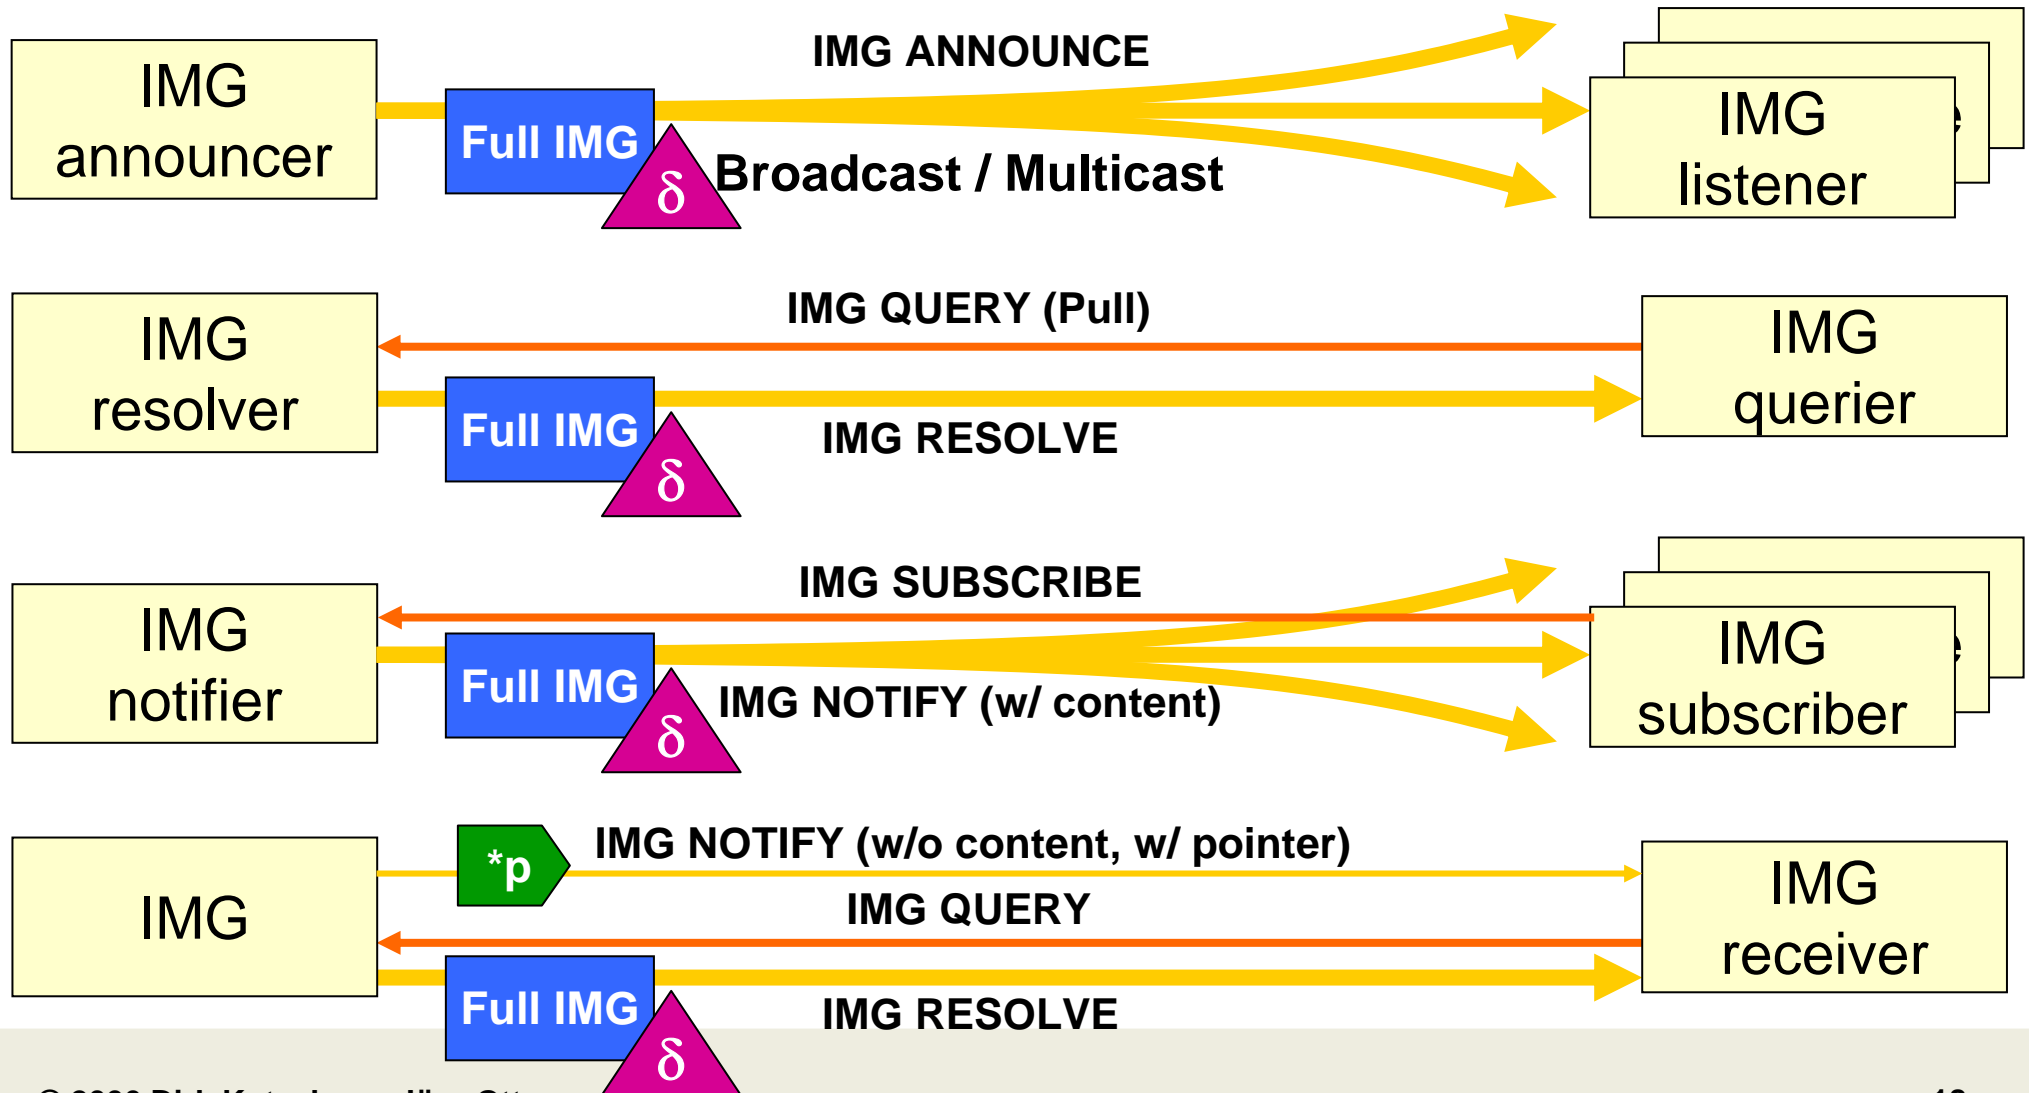 IMG ANNOUNCE
IMG
announcer
Full IMG
δ
Broadcast / Multicast
IMG
listener
IMG QUERY (Pull)
IMG
resolver
Full IMG
δ
IMG RESOLVE
IMG
querier
IMG SUBSCRIBE
IMG
notifier
Full IMG
δ
IMG NOTIFY (w/ content)
IMG
subscriber
IMG NOTIFY (w/o content, w/ pointer)
*p
IMG
IMG QUERY
IMG
receiver
Full IMG
δ
IMG RESOLVE